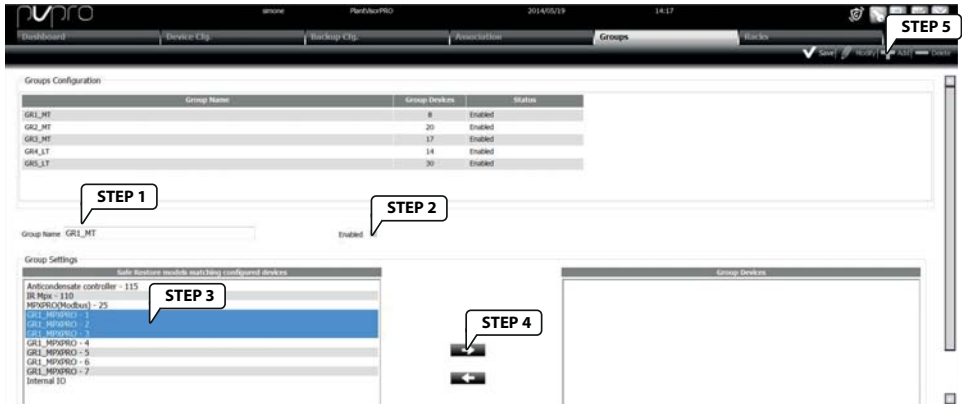 pvpro simone PlantVisorPRO 2014/05/19 14:17
STEP 5
Dashboard Device Cfg. Backup Cfg. Association Groups Racks
Save Modify Add Delete
Groups Configuration
Group Name Group Devices Status
GR1_MT 8 Enabled
GR2_MT 20 Enabled
GR3_MT 17 Enabled
GR4_LT 14 Enabled
GR5_LT 30 Enabled
STEP 1
STEP 2
Group Name GR1_MT Enabled
Group Settings
Safe Restore models matching configured devices Group Devices
Anticondensate controller - 115
IR Mpx - 110
MPXPRO(Modbus) - 25
STEP 3
GR1_MPXPRO - 1
GR1_MPXPRO - 2
GR1_MPXPRO - 3
STEP 4
GR1_MPXPRO - 4
GR1_MPXPRO - 5
GR1_MPXPRO - 6
GR1_MPXPRO - 7
Internal IO